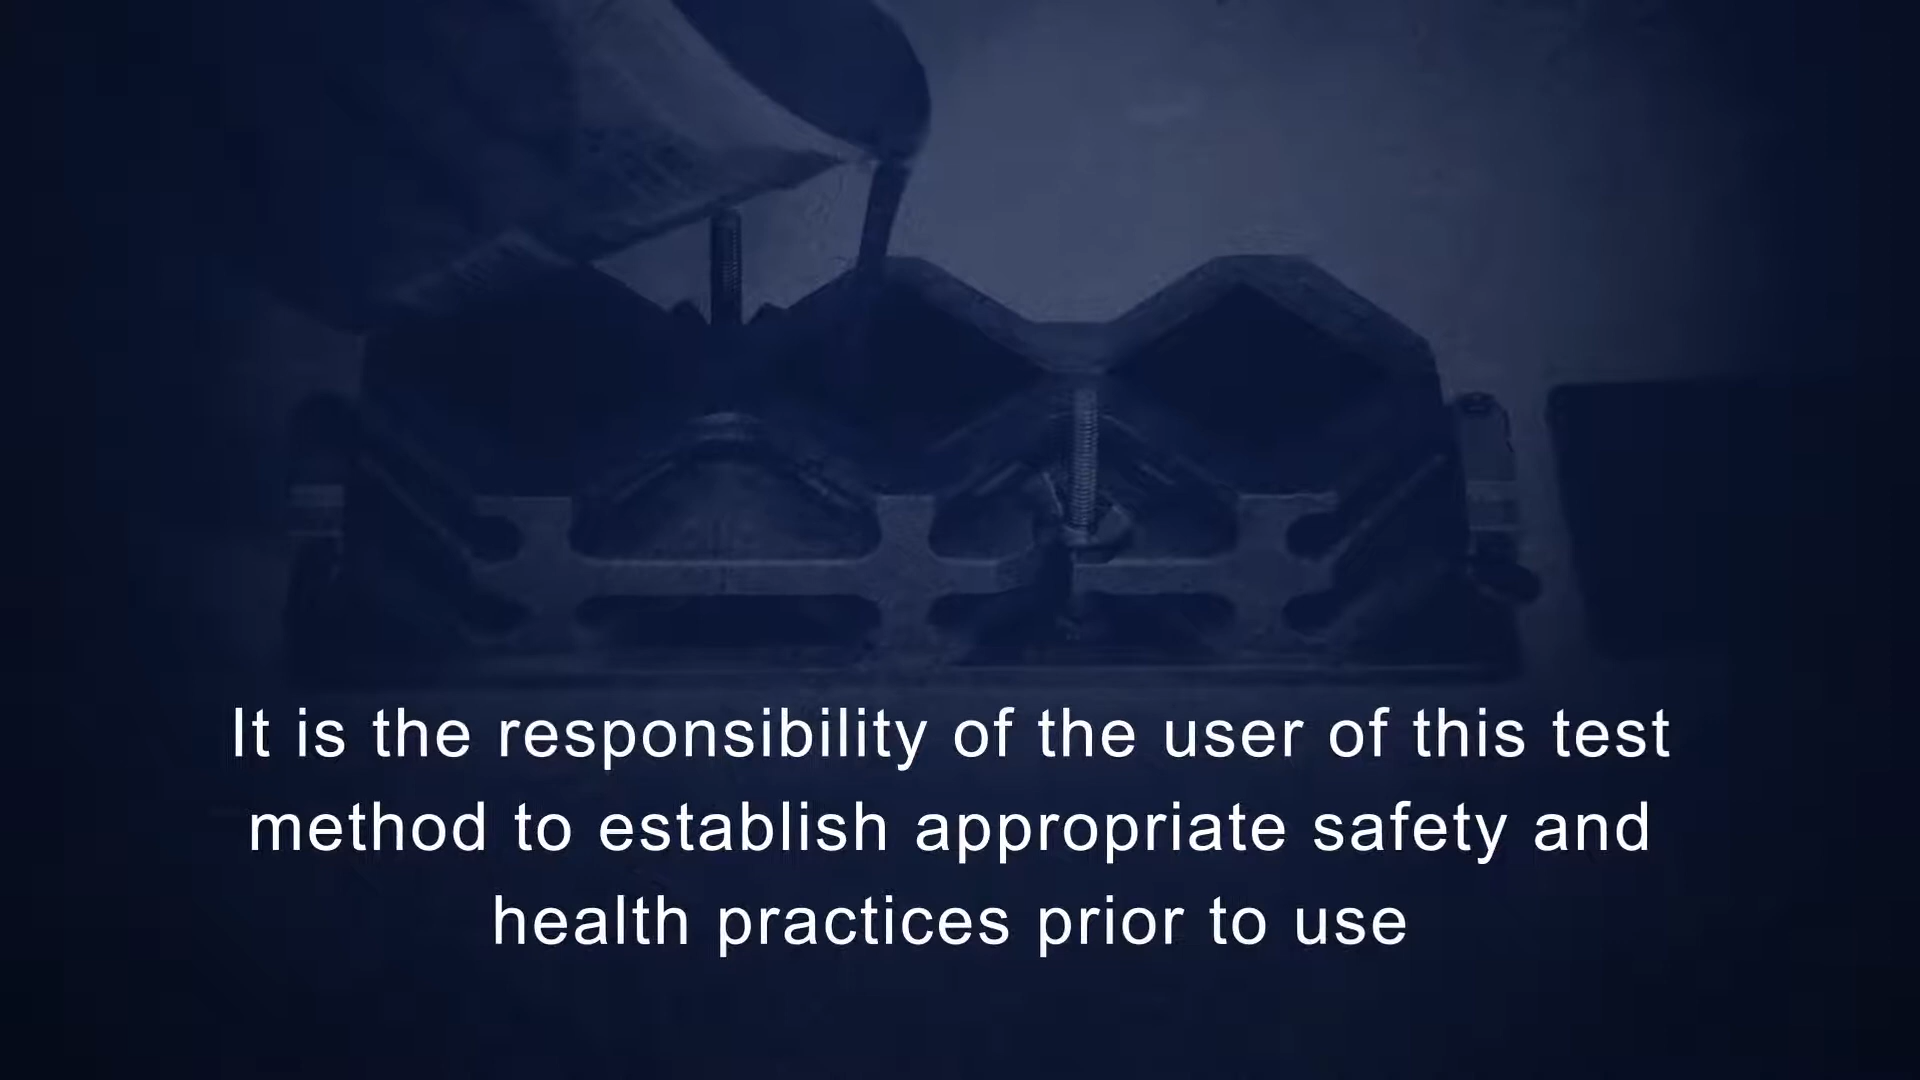 It is the responsibility of the user of this test
method to establish appropriate safety and
health practices prior to use